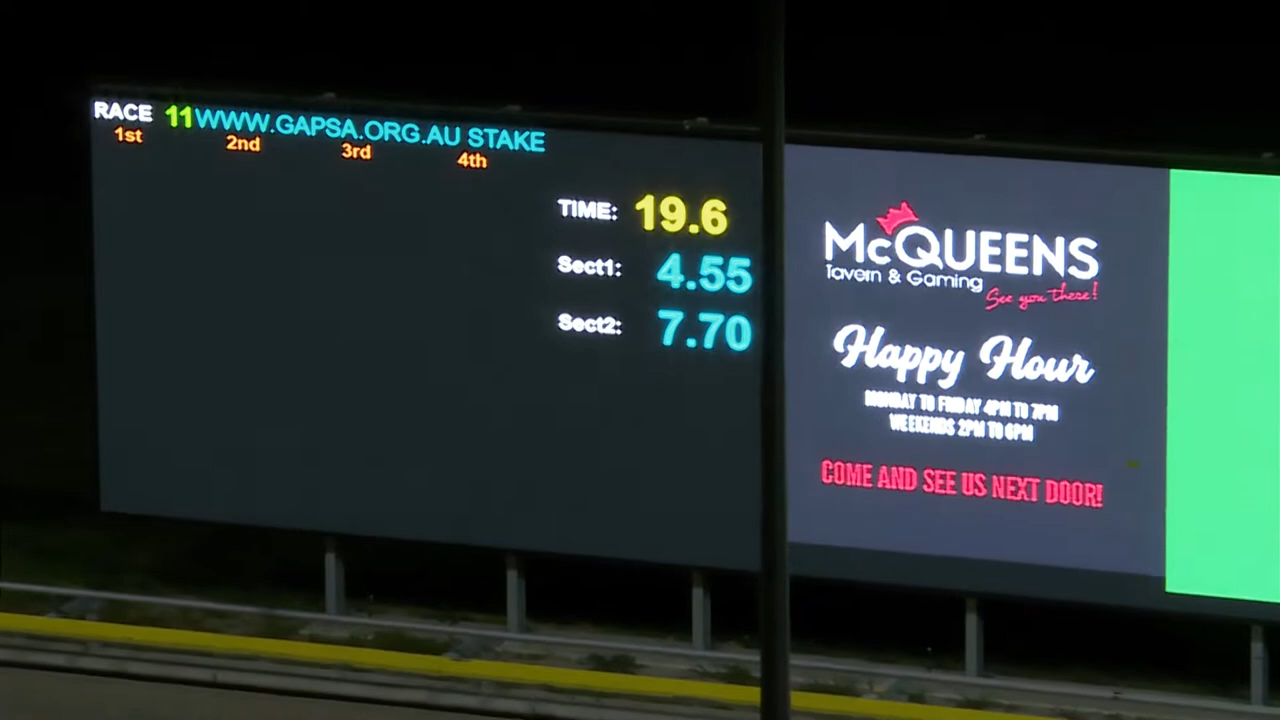 RACE 11 WWW.GAPSA.ORG.AU STAKE
1st 2nd 3rd 4th
TIME: 19.6
Sect1: 4.55
Sect2: 7.70
McQUEENS
Tavern & Gaming
See you there!
Happy Hour
MONDAY TO FRIDAY 4PM TO 7PM
WEEKENDS 2PM TO 6PM
COME AND SEE US NEXT DOOR!